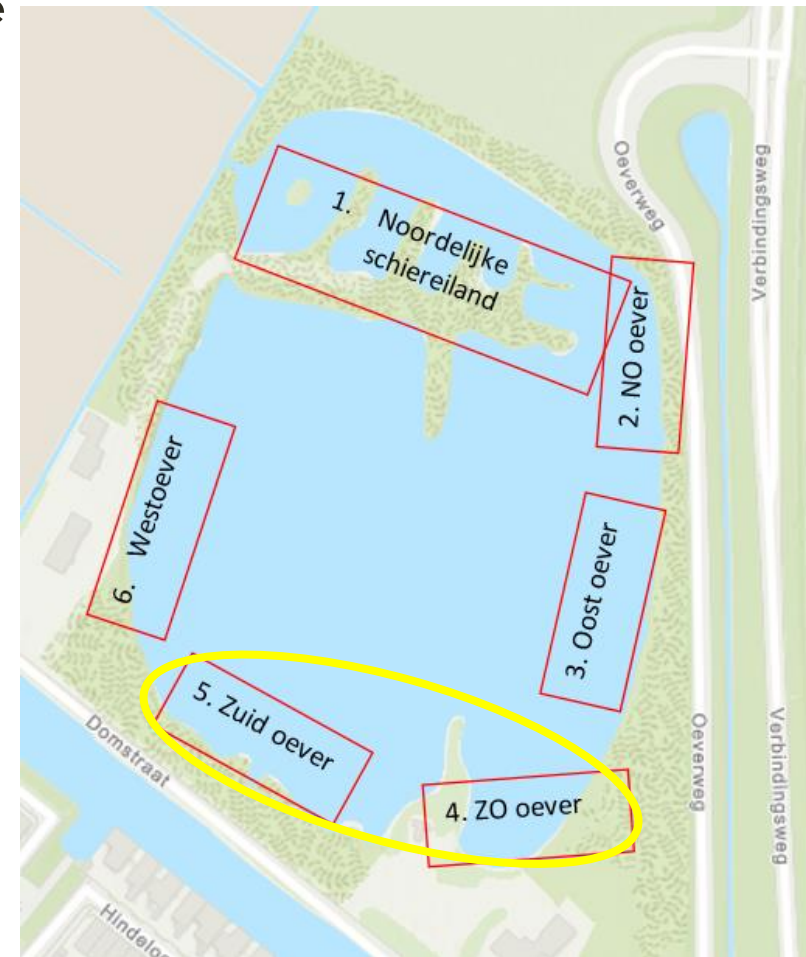 e
1. Noordelijke
schiereiland
Oeverweg
Verbindingsweg
2. NO oever
6. Westoever
3. Oost oever
5. Zuid oever
4. ZO oever
Domstraat
Oeverweg
Verbindingsweg
Hindeloo